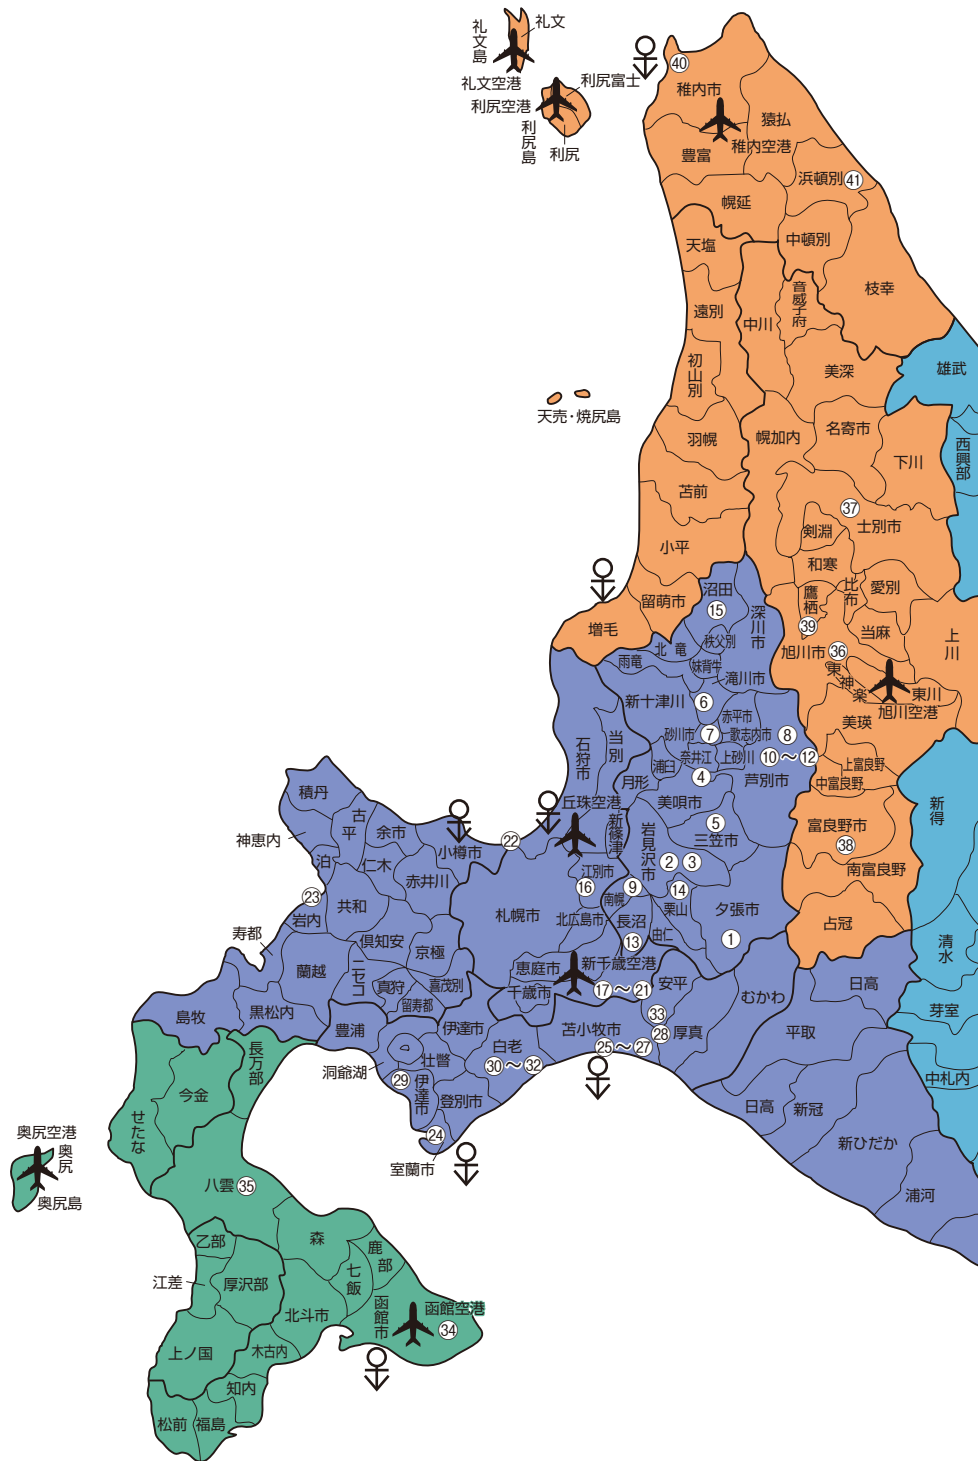 礼文島
礼文
礼文空港
利尻富士
利尻空港
利尻島
利尻
㊵
稚内市
猿払
稚内空港
豊富
浜頓別 ㊶
幌延
天塩
中頓別
枝幸
音威子府
遠別
中川
初山別
美深
雄武
天売・焼尻島
羽幌
幌加内
名寄市
下川
西興部
苫前
㊲
士別市
剣淵
小平
和寒
沼田
⑮
留萌市
増毛
深川市
鷹栖
㊴
比布
愛別
当麻
上川
旭川市 ㊱
東神楽
東川
旭川空港
北竜
秩父別
雨竜
妹背牛
滝川市
新十津川 ⑥
赤平市
砂川市 ⑦
歌志内市 ⑧
美瑛
奈井江
④
上砂川
⑩～⑫
芦別市
浦臼
上富良野
中富良野
新得
石狩市
当別
月形
美唄市
⑤
三笠市
富良野市
㊳
南富良野
丘珠空港
新篠津
岩見沢市
② ③
積丹
古平
余市
小樽市
㉒
神恵内
泊
仁木
赤井川
江別市
⑯
南幌
⑨
⑭
栗山
夕張市
①
占冠
㉓
岩内
共和
札幌市
北広島市
長沼
⑬
由仁
清水
寿都
倶知安
京極
蘭越
ニセコ
真狩
喜茂別
留寿都
恵庭市
千歳市
新千歳空港
⑰～㉑
安平
むかわ
日高
芽室
島牧
黒松内
豊浦
伊達市
白老
㉚～㉜
苫小牧市
㉕～㉗
㉝
㉘
厚真
平取
中札内
長万部
洞爺湖
壮瞥
㉙
伊達市
登別市
㉔
室蘭市
日高
新冠
新ひだか
浦河
せたな
今金
奥尻空港
奥尻
奥尻島
八雲 ㉟
乙部
森
鹿部
江差
厚沢部
七飯
北斗市
函館市
函館空港
㉞
上ノ国
木古内
知内
松前
福島